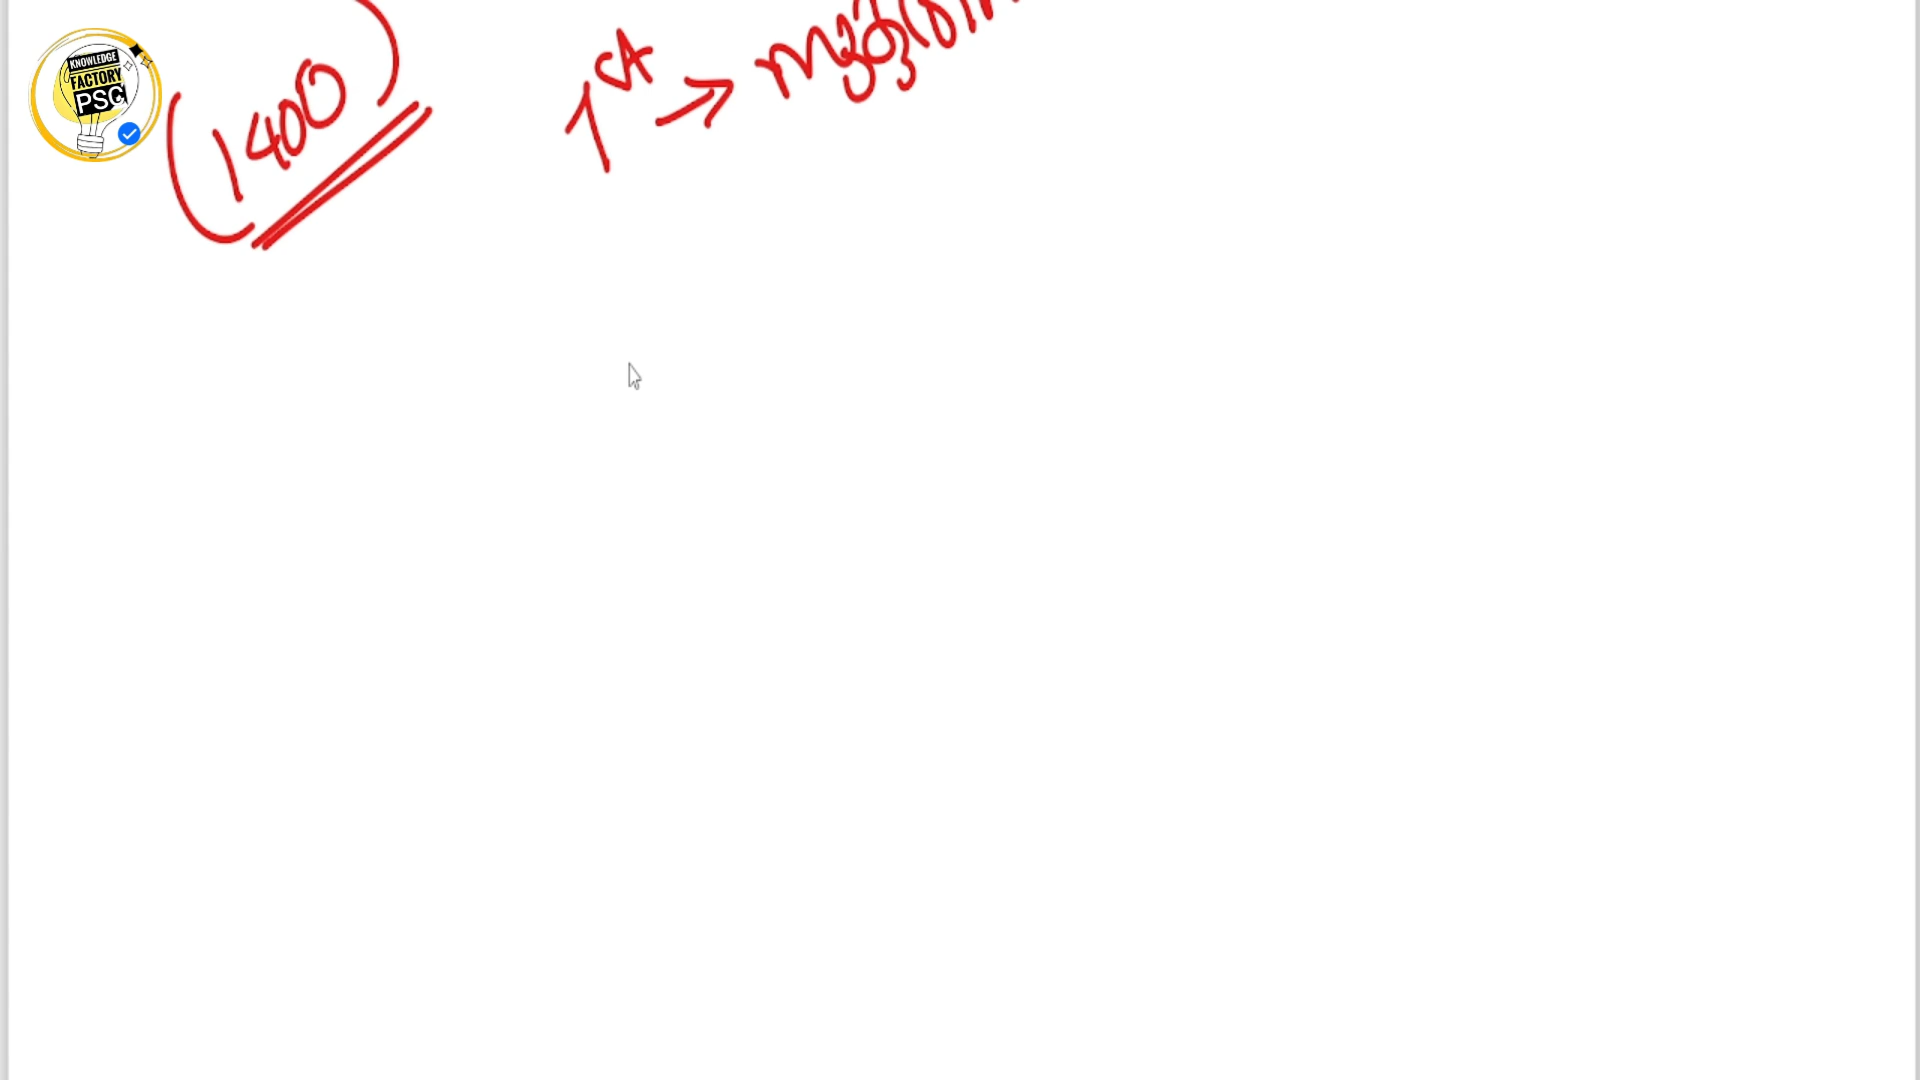 KNOWLEDGE
FACTORY
PSC
(1400)
1st →